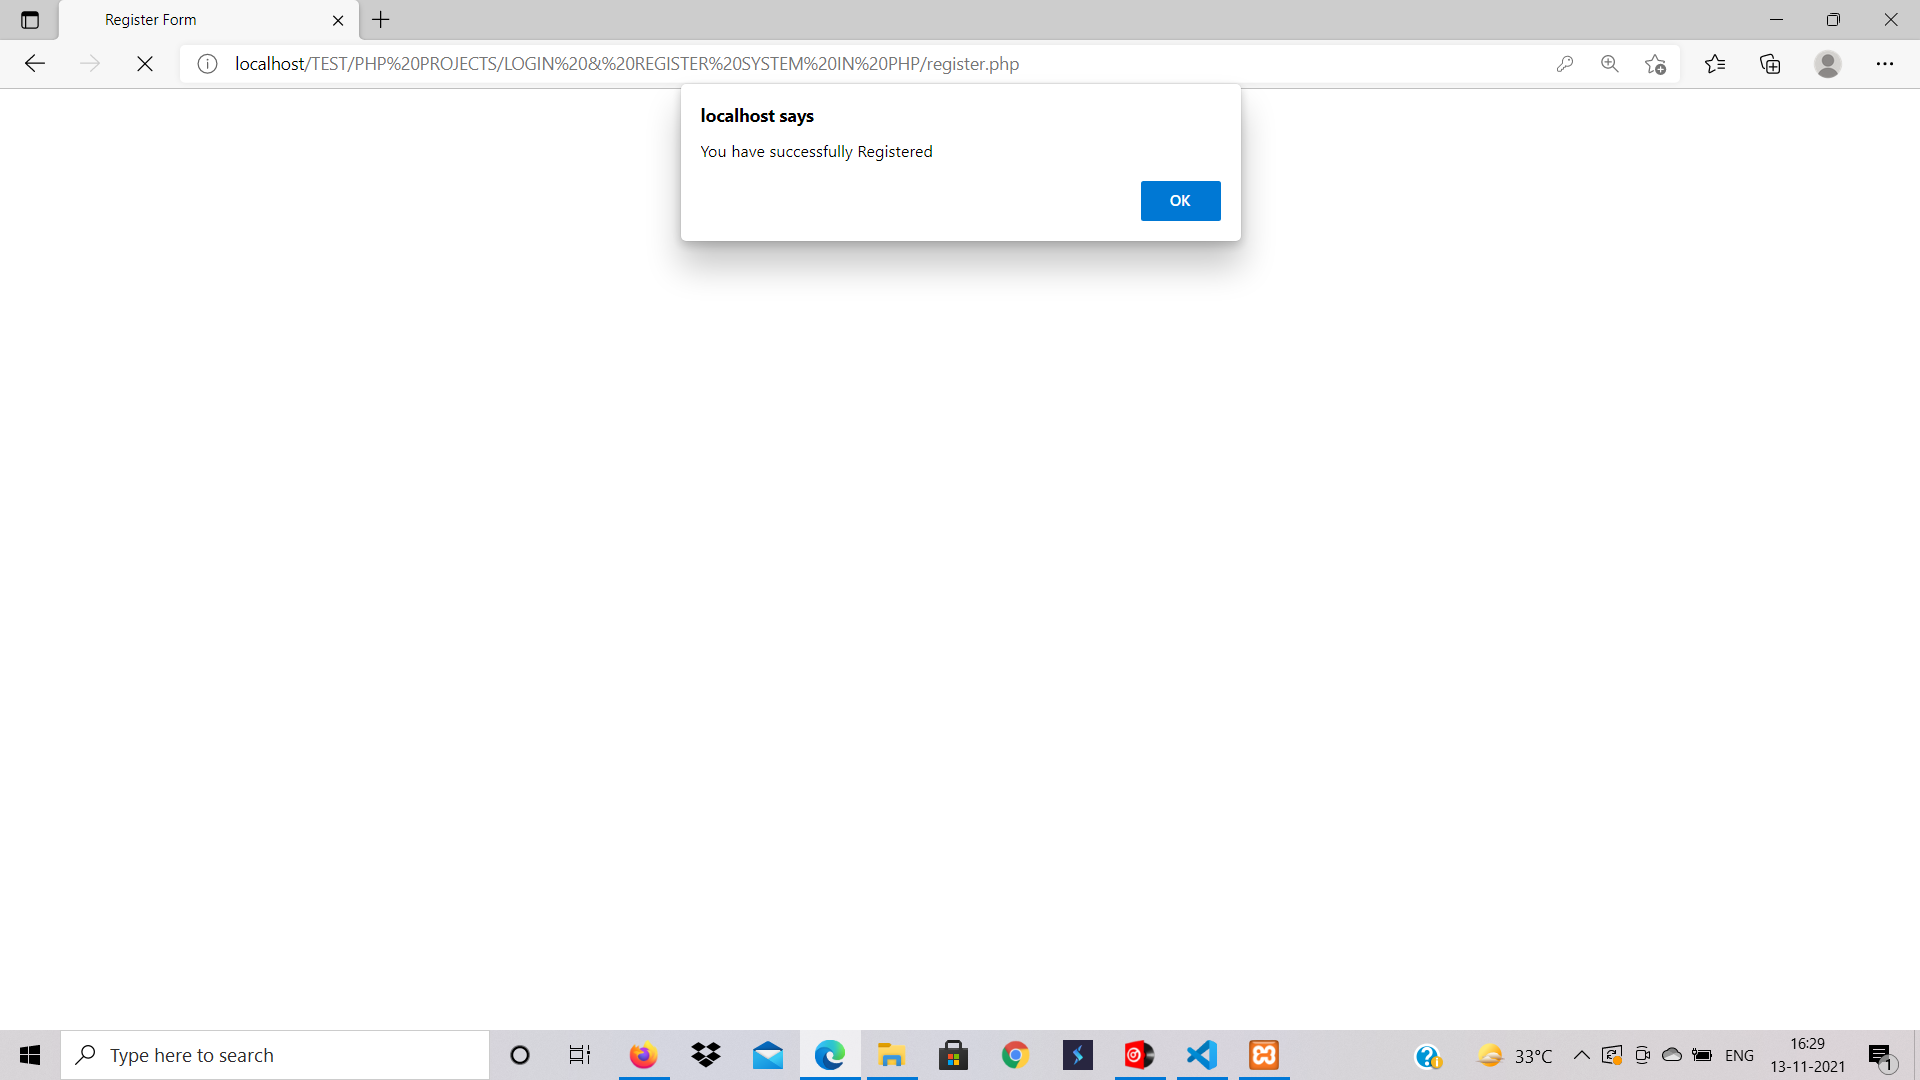 Register Form
localhost/TEST/PHP%20PROJECTS/LOGIN%20&%20REGISTER%20SYSTEM%20IN%20PHP/register.php
localhost says
You have successfully Registered
OK
Type here to search
33°C
ENG
16:29
13-11-2021
1